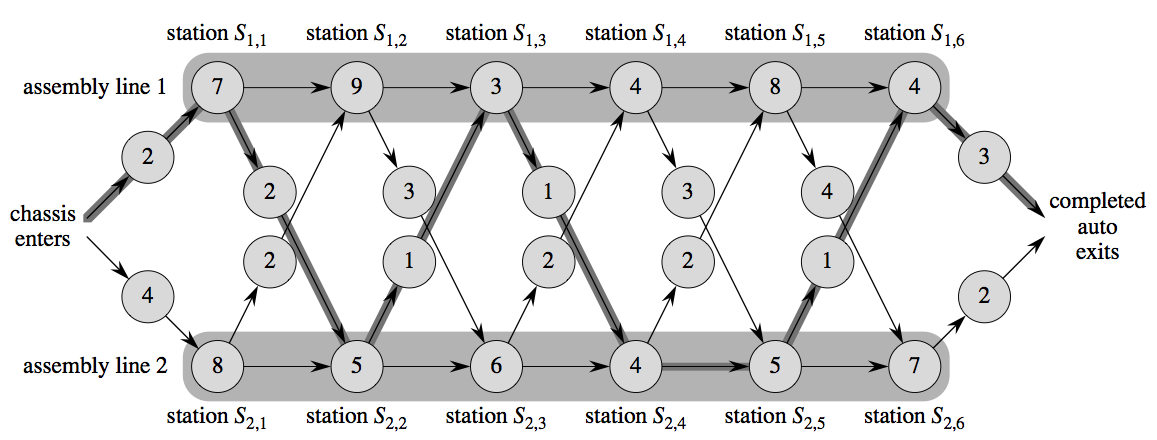 station S1,1 station S1,2 station S1,3 station S1,4 station S1,5 station S1,6
assembly line 1 7 9 3 4 8 4
2 3
2 3 1 3 4
chassis
enters
completed
auto
exits
2 1 2 2 1
4 2
assembly line 2 8 5 6 4 5 7
station S2,1 station S2,2 station S2,3 station S2,4 station S2,5 station S2,6